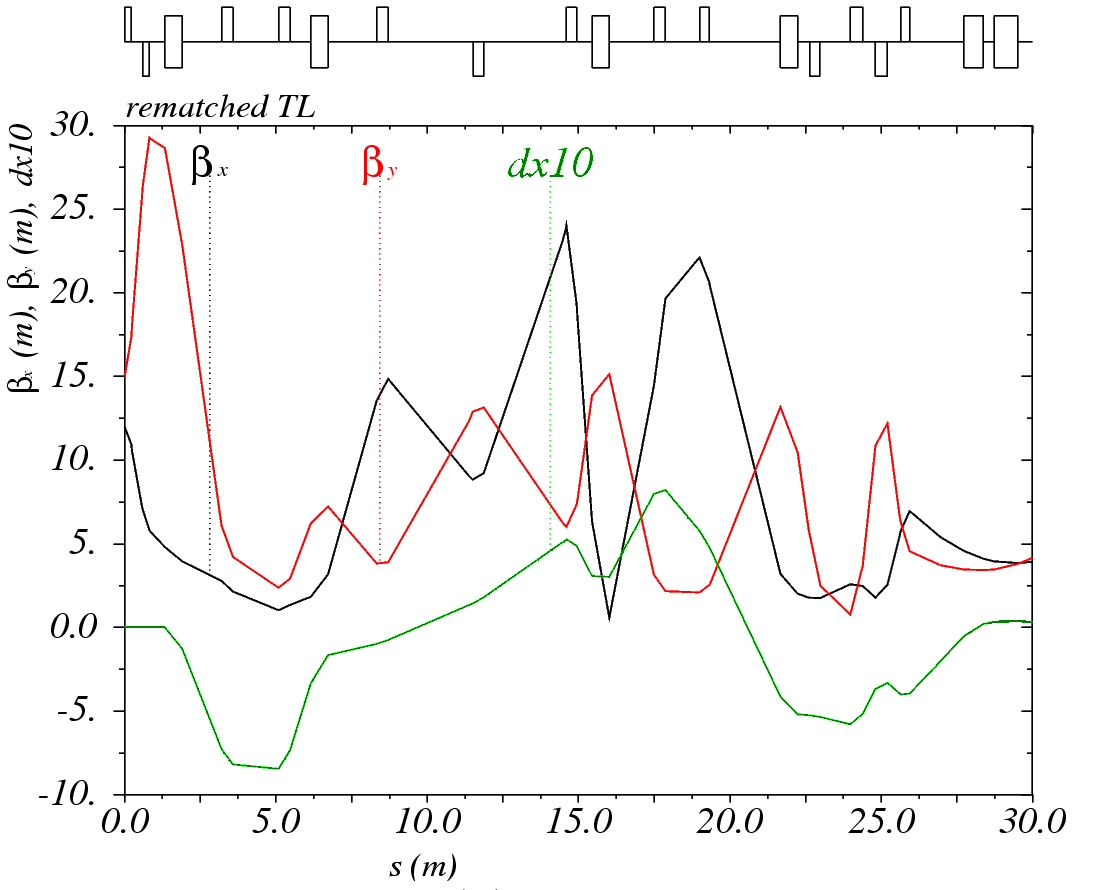 rematched TL
βx (m), βy (m), dx10
30.
25.
20.
15.
10.
5.
0.0
-5.
-10.
βx
βy
dx10
0.0 5.0 10.0 15.0 20.0 25.0 30.0
s (m)